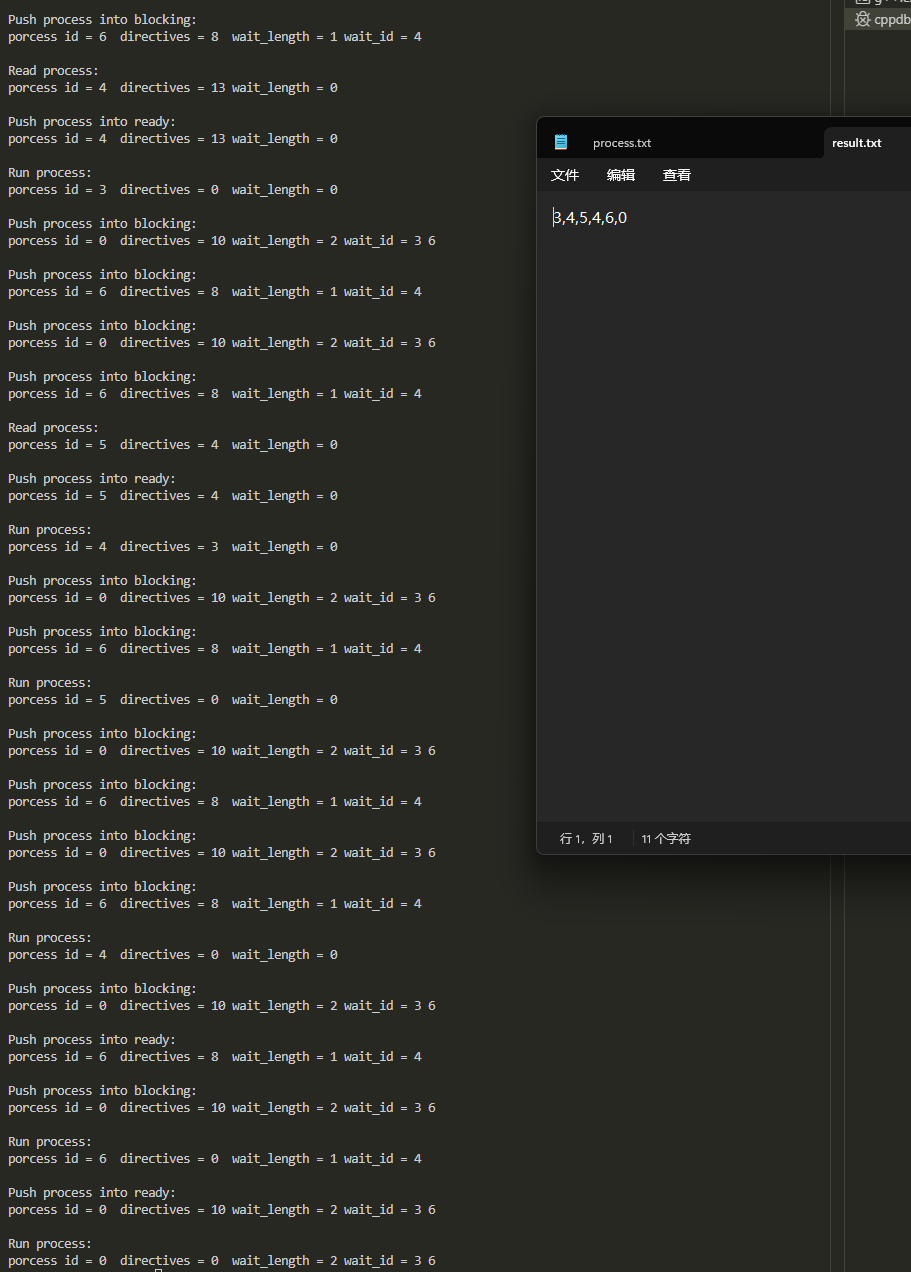 Push process into blocking:
porcess id = 6  directives = 8  wait_length = 1 wait_id = 4
Read process:
porcess id = 4  directives = 13 wait_length = 0
Push process into ready:
porcess id = 4  directives = 13 wait_length = 0
Run process:
porcess id = 3  directives = 0  wait_length = 0
Push process into blocking:
porcess id = 0  directives = 10 wait_length = 2 wait_id = 3 6
Push process into blocking:
porcess id = 6  directives = 8  wait_length = 1 wait_id = 4
Push process into blocking:
porcess id = 0  directives = 10 wait_length = 2 wait_id = 3 6
Push process into blocking:
porcess id = 6  directives = 8  wait_length = 1 wait_id = 4
Read process:
porcess id = 5  directives = 4  wait_length = 0
Push process into ready:
porcess id = 5  directives = 4  wait_length = 0
Run process:
porcess id = 4  directives = 3  wait_length = 0
Push process into blocking:
porcess id = 0  directives = 10 wait_length = 2 wait_id = 3 6
Push process into blocking:
porcess id = 6  directives = 8  wait_length = 1 wait_id = 4
Run process:
porcess id = 5  directives = 0  wait_length = 0
Push process into blocking:
porcess id = 0  directives = 10 wait_length = 2 wait_id = 3 6
Push process into blocking:
porcess id = 6  directives = 8  wait_length = 1 wait_id = 4
Push process into blocking:
porcess id = 0  directives = 10 wait_length = 2 wait_id = 3 6
Push process into blocking:
porcess id = 6  directives = 8  wait_length = 1 wait_id = 4
Run process:
porcess id = 4  directives = 0  wait_length = 0
Push process into blocking:
porcess id = 0  directives = 10 wait_length = 2 wait_id = 3 6
Push process into ready:
porcess id = 6  directives = 8  wait_length = 1 wait_id = 4
Push process into blocking:
porcess id = 0  directives = 10 wait_length = 2 wait_id = 3 6
Run process:
porcess id = 6  directives = 0  wait_length = 1 wait_id = 4
Push process into ready:
porcess id = 0  directives = 10 wait_length = 2 wait_id = 3 6
Run process:
porcess id = 0  directives = 0  wait_length = 2 wait_id = 3 6
cppdb
process.txt result.txt
文件 编辑 查看
3,4,5,4,6,0
行 1，列 1 11 个字符